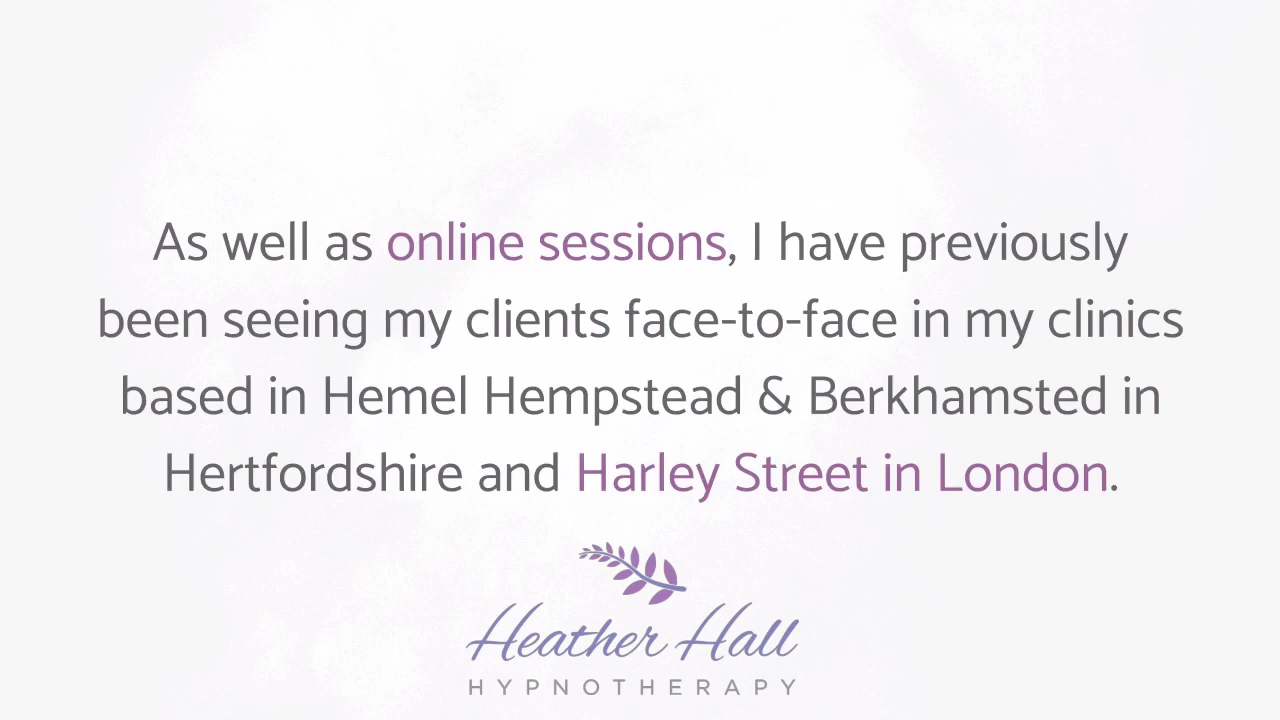 As well as online sessions, I have previously
been seeing my clients face-to-face in my clinics
based in Hemel Hempstead & Berkhamsted in
Hertfordshire and Harley Street in London.
Heather Hall
HYPNOTHERAPY